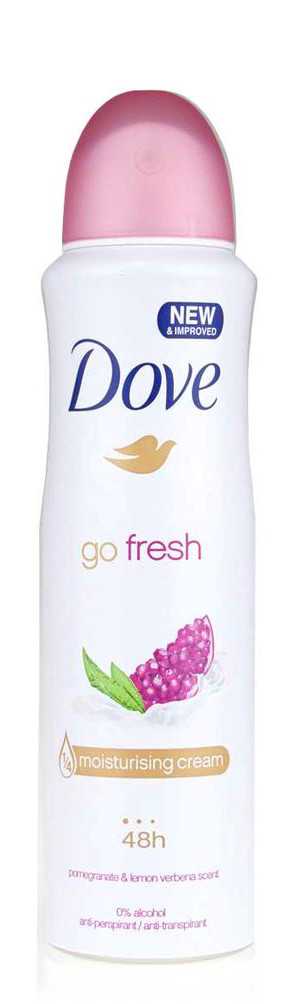 NEW
& IMPROVED
Dove
go fresh
1/4 moisturising cream
48h
pomegranate & lemon verbena scent
0% alcohol
anti-perspirant / anti-transpirant